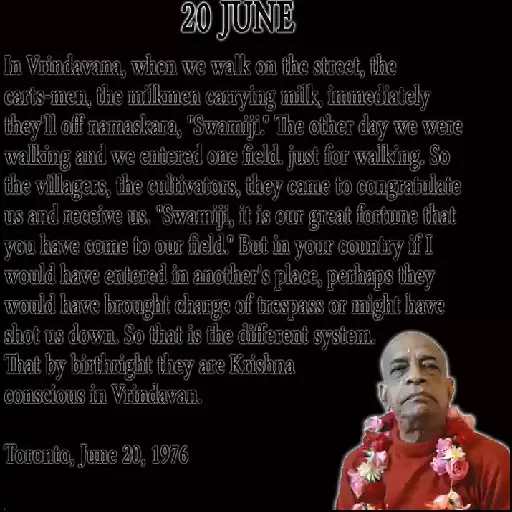 20 JUNE
In Vrindavana, when we walk on the street, the
carts-men, the milkmen carrying milk, immediately
they'll off namaskara, "Swamiji." The other day we were
walking and we entered one field. just for walking. So
the villagers, the cultivators, they came to congratulate
us and receive us. "Swamiji, it is our great fortune that
you have come to our field." But in your country if I
would have entered in another's place, perhaps they
would have brought charge of trespass or might have
shot us down. So that is the different system.
That by birthright they are Krishna
conscious in Vrindavan.
Toronto, June 20, 1976